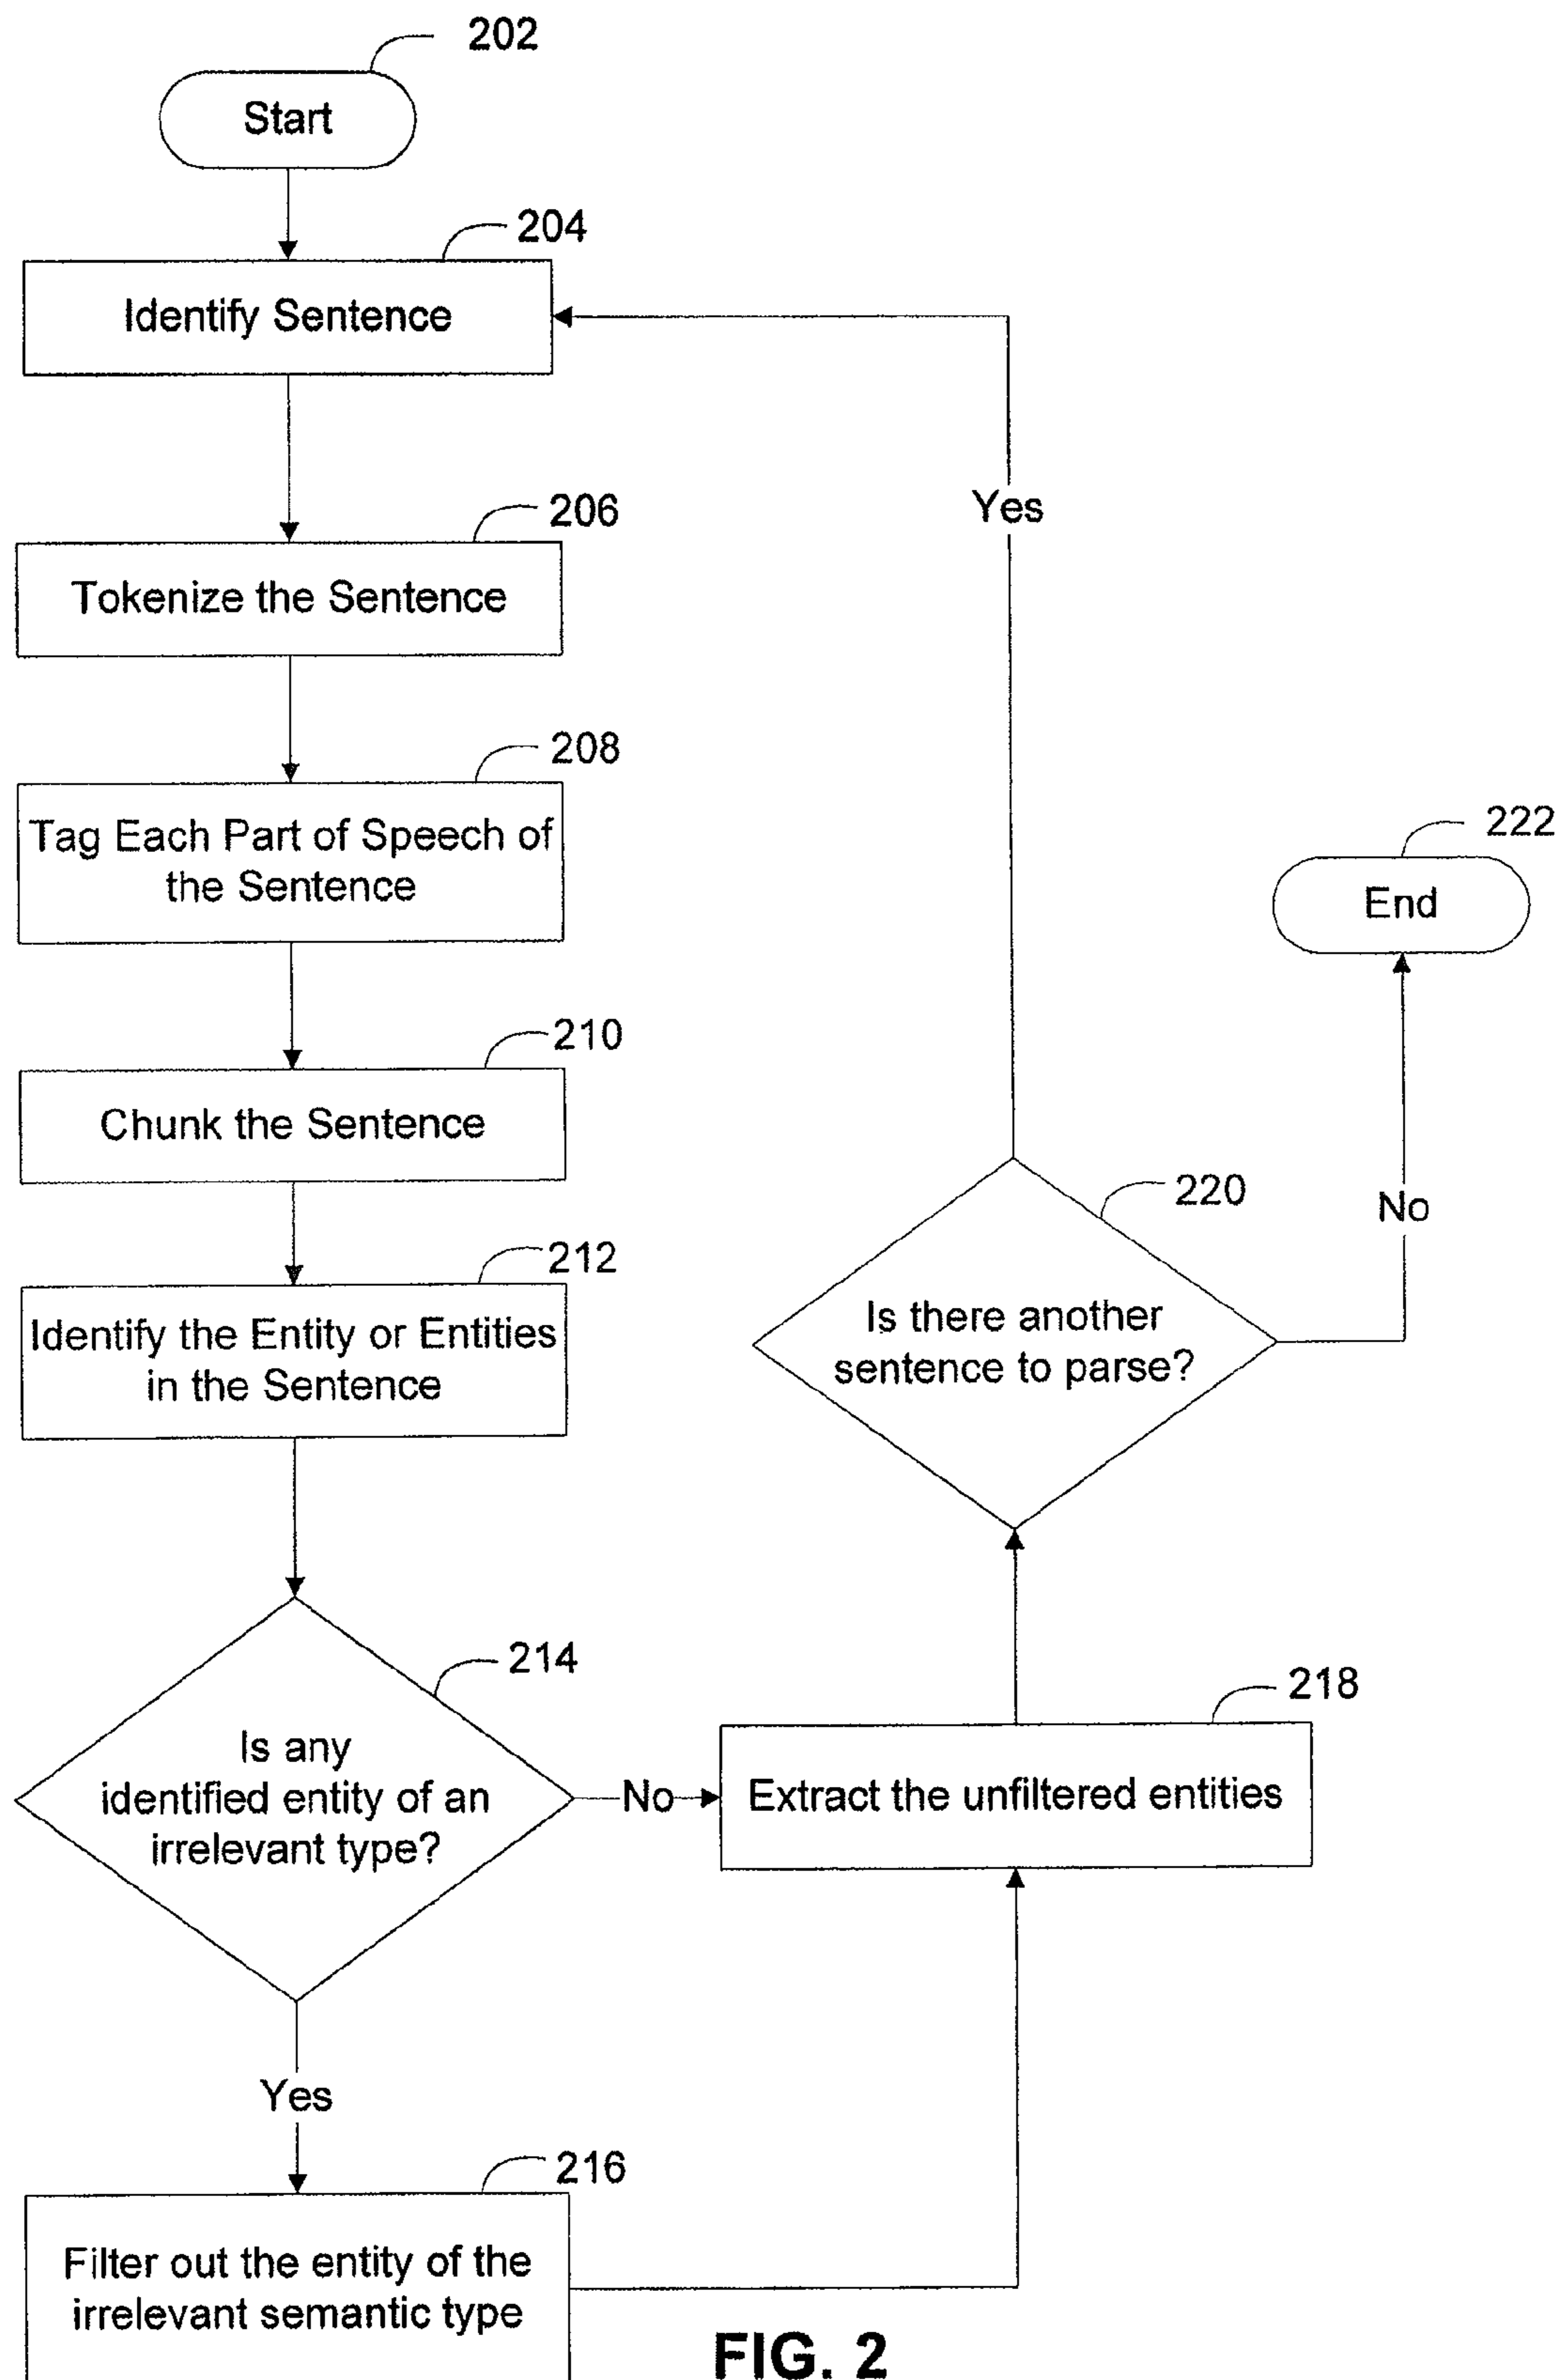 202
Start
204
Identify Sentence
206
Tokenize the Sentence
Yes
208
Tag Each Part of Speech of
the Sentence
222
End
210
Chunk the Sentence
220
No
212
Identify the Entity or Entities
in the Sentence
Is there another
sentence to parse?
214
Is any
identified entity of an
irrelevant type?
No
218
Extract the unfiltered entities
Yes
216
Filter out the entity of the
irrelevant semantic type
FIG. 2